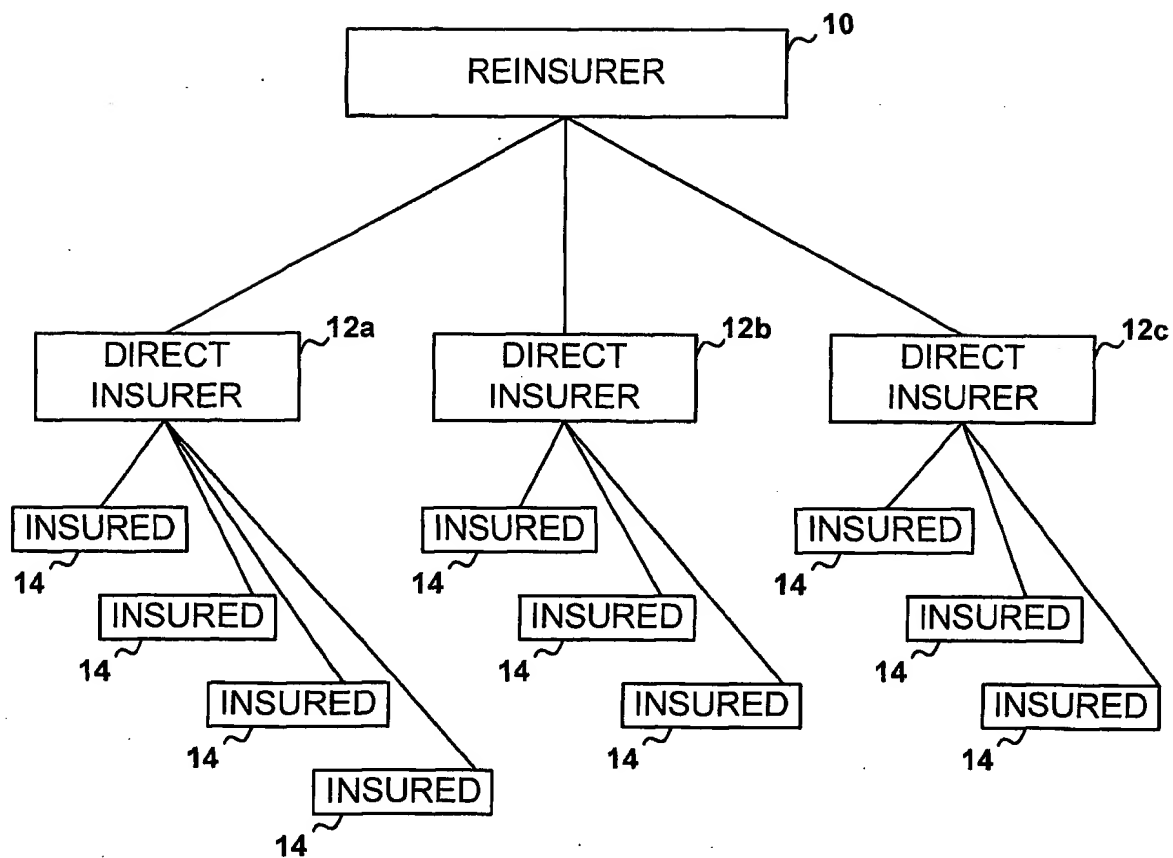 10
REINSURER
12a
DIRECT
INSURER
12b
DIRECT
INSURER
12c
DIRECT
INSURER
INSURED
14
INSURED
14
INSURED
14
INSURED
14
INSURED
14
INSURED
14
INSURED
14
INSURED
14
INSURED
14
INSURED
14